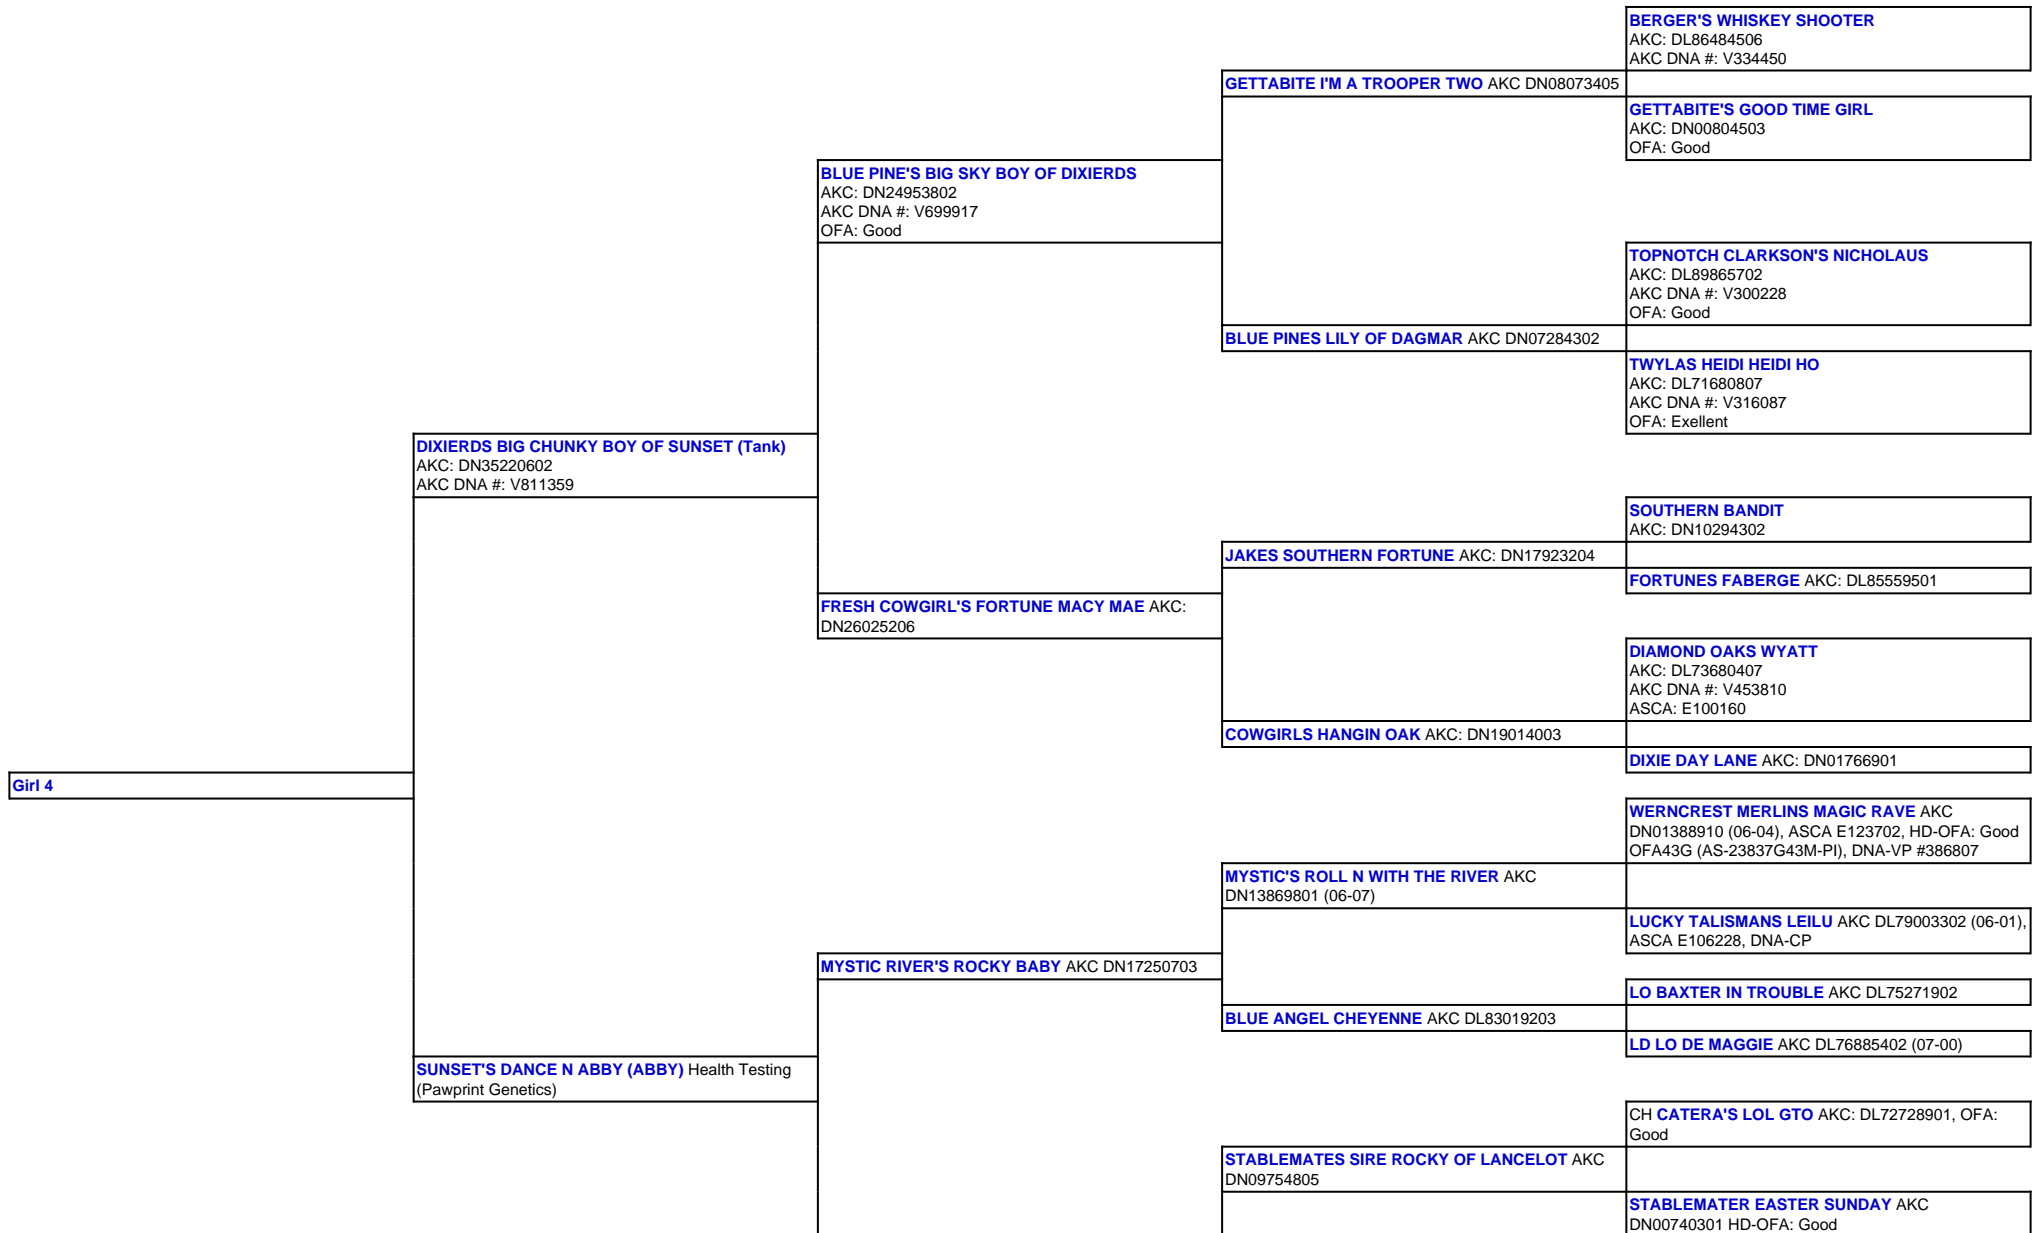 BERGER'S WHISKEY SHOOTER
AKC: DL86484506
AKC DNA #: V334450
GETTABITE I'M A TROOPER TWO AKC DN08073405
GETTABITE'S GOOD TIME GIRL
AKC: DN00804503
OFA: Good
BLUE PINE'S BIG SKY BOY OF DIXIERDS
AKC: DN24953802
AKC DNA #: V699917
OFA: Good
TOPNOTCH CLARKSON'S NICHOLAUS
AKC: DL89865702
AKC DNA #: V300228
OFA: Good
BLUE PINES LILY OF DAGMAR AKC DN07284302
TWYLAS HEIDI HEIDI HO
AKC: DL71680807
AKC DNA #: V316087
OFA: Exellent
DIXIERDS BIG CHUNKY BOY OF SUNSET (Tank)
AKC: DN35220602
AKC DNA #: V811359
SOUTHERN BANDIT
AKC: DN10294302
JAKES SOUTHERN FORTUNE AKC: DN17923204
FORTUNES FABERGE AKC: DL85559501
FRESH COWGIRL'S FORTUNE MACY MAE AKC:
DN26025206
DIAMOND OAKS WYATT
AKC: DL73680407
AKC DNA #: V453810
ASCA: E100160
COWGIRLS HANGIN OAK AKC: DN19014003
DIXIE DAY LANE AKC: DN01766901
Girl 4
WERNCREST MERLINS MAGIC RAVE AKC
DN01388910 (06-04), ASCA E123702, HD-OFA: Good
OFA43G (AS-23837G43M-PI), DNA-VP #386807
MYSTIC'S ROLL N WITH THE RIVER AKC
DN13869801 (06-07)
LUCKY TALISMANS LEILU AKC DL79003302 (06-01),
ASCA E106228, DNA-CP
MYSTIC RIVER'S ROCKY BABY AKC DN17250703
LO BAXTER IN TROUBLE AKC DL75271902
BLUE ANGEL CHEYENNE AKC DL83019203
LD LO DE MAGGIE AKC DL76885402 (07-00)
SUNSET'S DANCE N ABBY (ABBY) Health Testing
(Pawprint Genetics)
CH CATERA'S LOL GTO AKC: DL72728901, OFA:
Good
STABLEMATES SIRE ROCKY OF LANCELOT AKC
DN09754805
STABLEMATER EASTER SUNDAY AKC
DN00740301 HD-OFA: Good